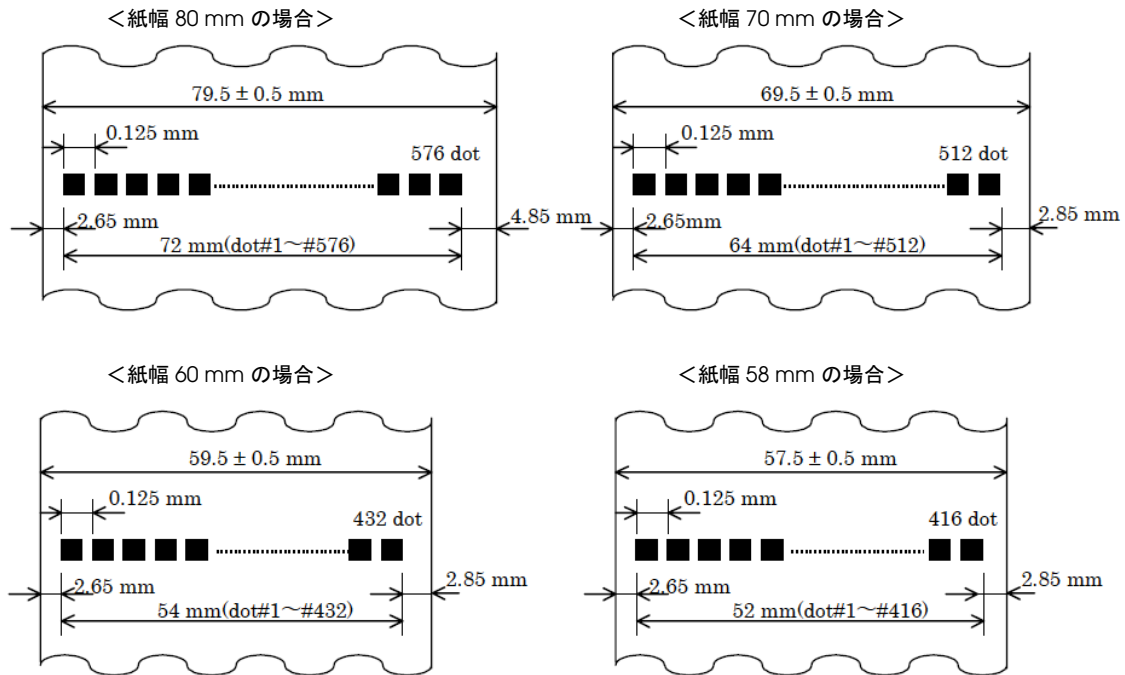 ＜紙幅 80 mm の場合＞
79.5 ± 0.5 mm
0.125 mm
576 dot
2.65 mm
4.85 mm
72 mm(dot#1～#576)
＜紙幅 70 mm の場合＞
69.5 ± 0.5 mm
0.125 mm
512 dot
2.65mm
2.85 mm
64 mm(dot#1～#512)
＜紙幅 60 mm の場合＞
59.5 ± 0.5 mm
0.125 mm
432 dot
2.65 mm
2.85 mm
54 mm(dot#1～#432)
＜紙幅 58 mm の場合＞
57.5 ± 0.5 mm
0.125 mm
416 dot
2.65 mm
2.85 mm
52 mm(dot#1～#416)